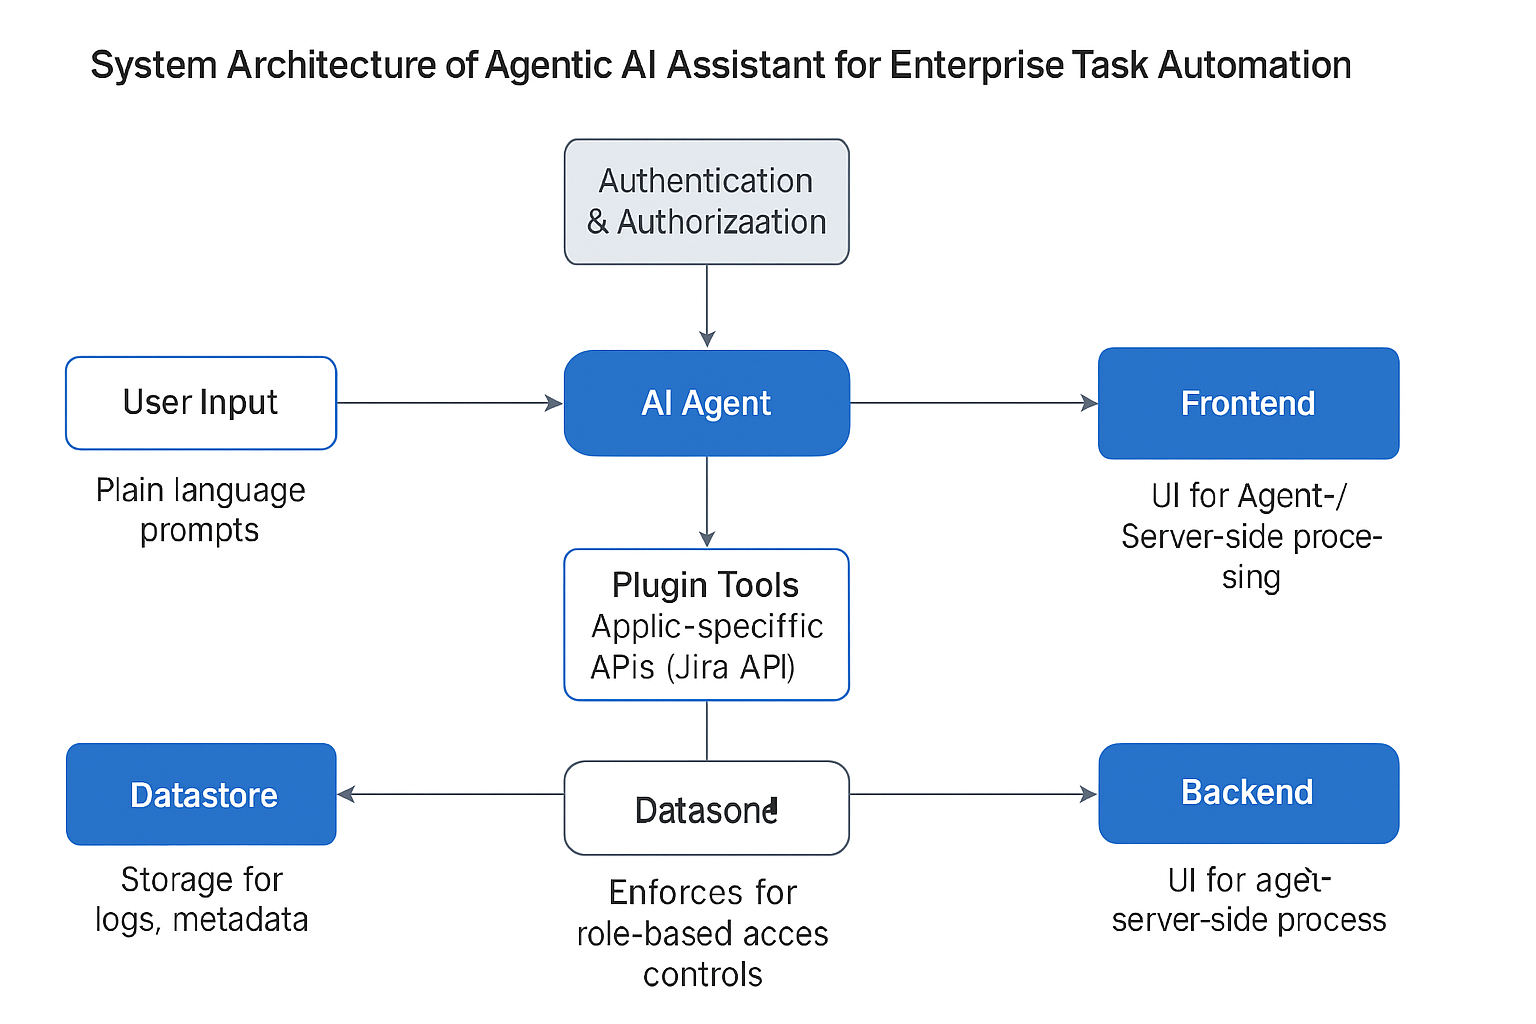 System Architecture of Agentic AI Assistant for Enterprise Task Automation
Authentication
& Authorizaation
User Input
Plain language
prompts
AI Agent
Frontend
UI for Agent-/
Server-side proce-
sing
Plugin Tools
Applic-speciffic
APis (Jira API)
Datastore
Storage for
logs, metadata
Enforces for
role-based acces
controls
Backend
UI for
server-side process